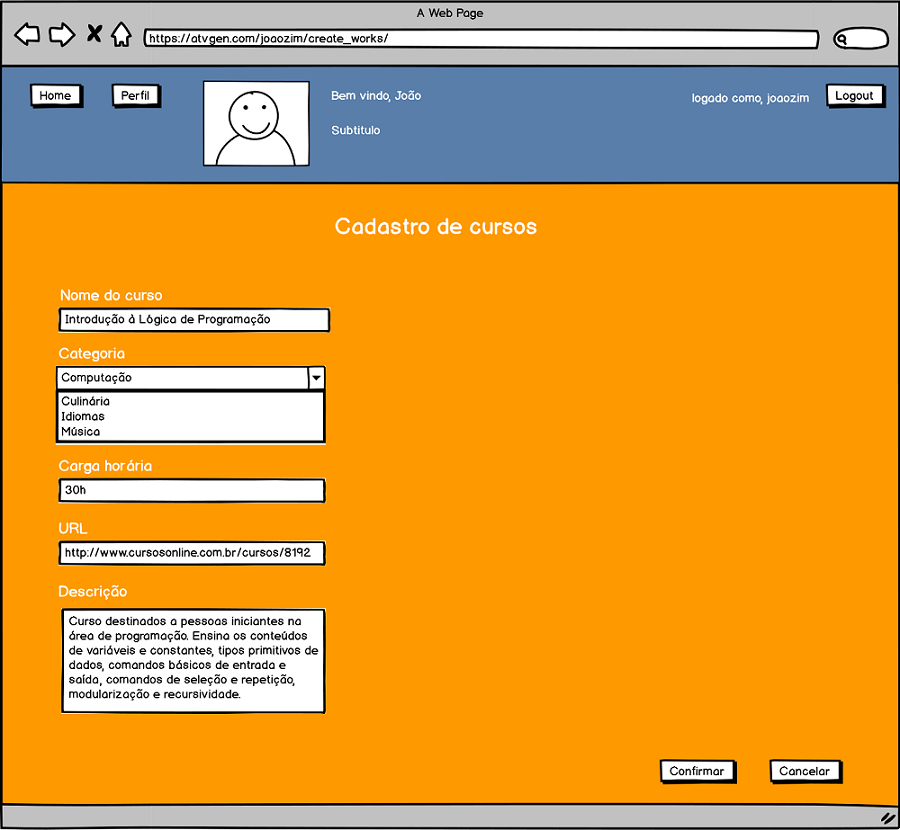 A Web Page
https://atvgen.com/joaozim/create_works/
Home
Perfil
Bem vindo, João
logado como, joaozim
Logout
Subtitulo
Cadastro de cursos
Nome do curso
Introdução à Lógica de Programação
Categoria
Computação
Culinária
Idiomas
Música
Carga horária
30h
URL
http://www.cursosonline.com.br/cursos/8192
Descrição
Curso destinados a pessoas iniciantes na
área de programação. Ensina os conteúdos
de variáveis e constantes, tipos primitivos de
dados, comandos básicos de entrada e
saída, comandos de seleção e repetição,
modularização e recursividade.
Confirmar
Cancelar